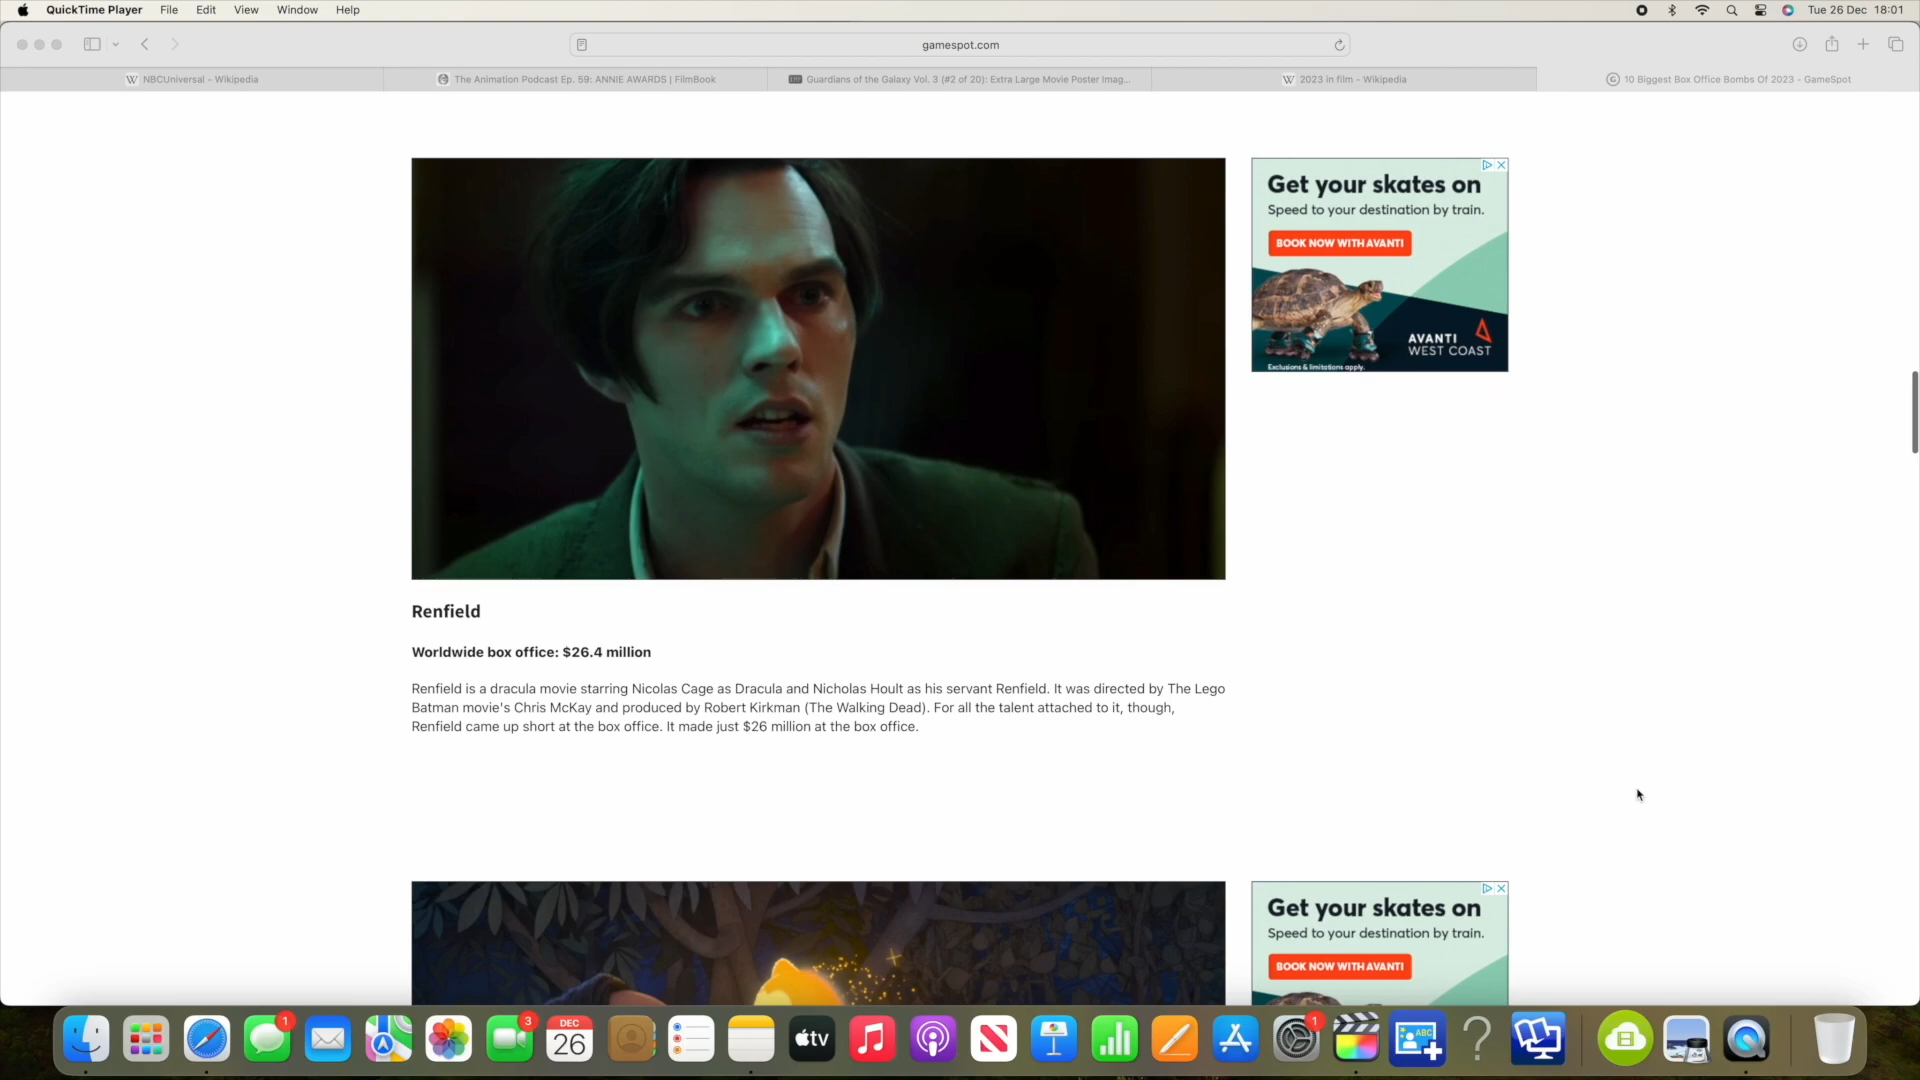 QuickTime Player File Edit View Window Help
Tue 26 Dec 18:01
gamespot.com
NBCUniversal - Wikipedia
The Animation Podcast Ep. 59: ANNIE AWARDS | FilmBook
Guardians of the Galaxy Vol. 3 (#2 of 20): Extra Large Movie Poster Imag...
2023 in film - Wikipedia
10 Biggest Box Office Bombs Of 2023 - GameSpot
Get your skates on
Speed to your destination by train.
BOOK NOW WITH AVANTI
AVANTI
WEST COAST
Exclusions & limitations apply.
Renfield
Worldwide box office: $26.4 million
Renfield is a dracula movie starring Nicolas Cage as Dracula and Nicholas Hoult as his servant Renfield. It was directed by The Lego
Batman movie's Chris McKay and produced by Robert Kirkman (The Walking Dead). For all the talent attached to it, though,
Renfield came up short at the box office. It made just $26 million at the box office.
Get your skates on
Speed to your destination by train.
BOOK NOW WITH AVANTI
1
3
DEC
26
tv
1
ABC